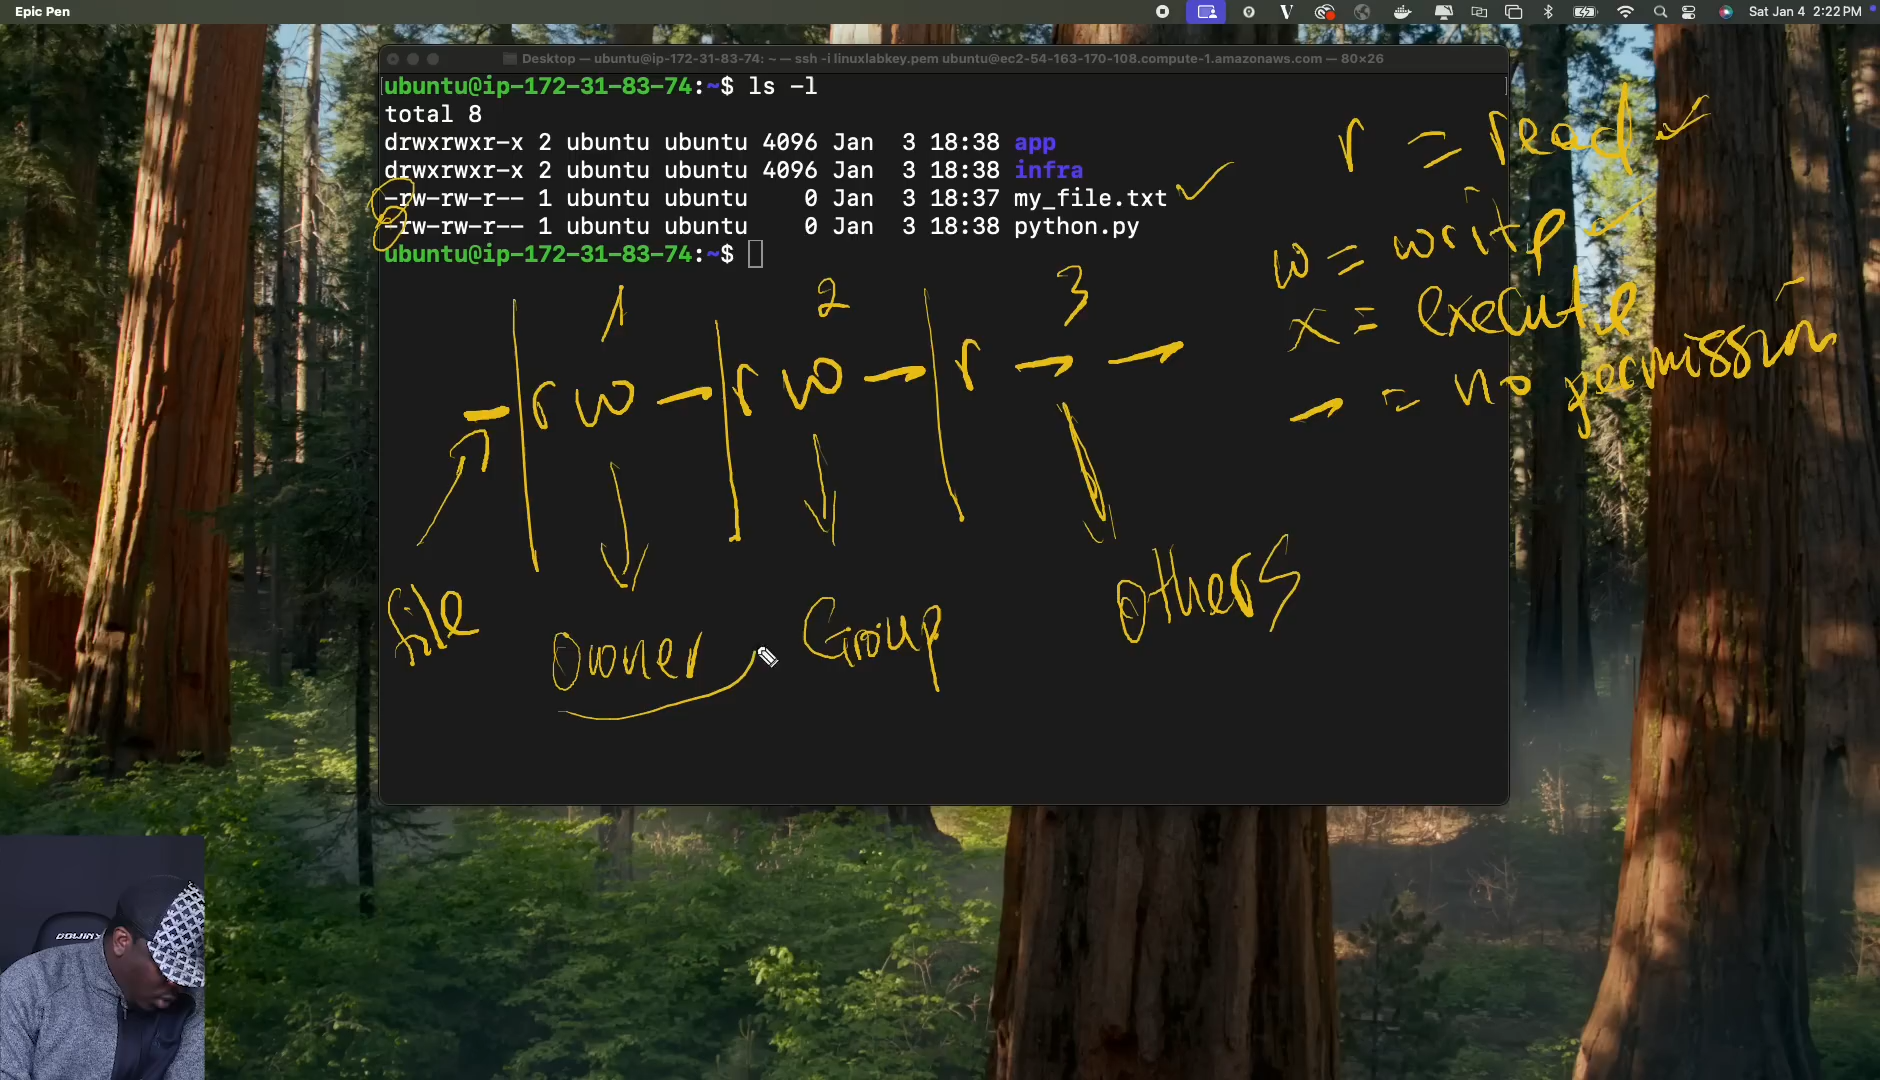 Epic Pen
V
Sat Jan 4 2:22 PM
Desktop — ubuntu@ip-172-31-83-74: ~ — ssh -i linuxlabkey.pem ubuntu@ec2-54-163-170-108.compute-1.amazonaws.com — 80×26
ubuntu@ip-172-31-83-74:~$ ls -l
total 8
drwxrwxr-x 2 ubuntu ubuntu 4096 Jan  3 18:38 app
drwxrwxr-x 2 ubuntu ubuntu 4096 Jan  3 18:38 infra
-rw-rw-r-- 1 ubuntu ubuntu    0 Jan  3 18:37 my_file.txt
-rw-rw-r-- 1 ubuntu ubuntu    0 Jan  3 18:38 python.py
ubuntu@ip-172-31-83-74:~$
r = read
w = write
x = execute
- = no permission
1 2 3
- | r w - | r w - | r - -
file Owner Group Others